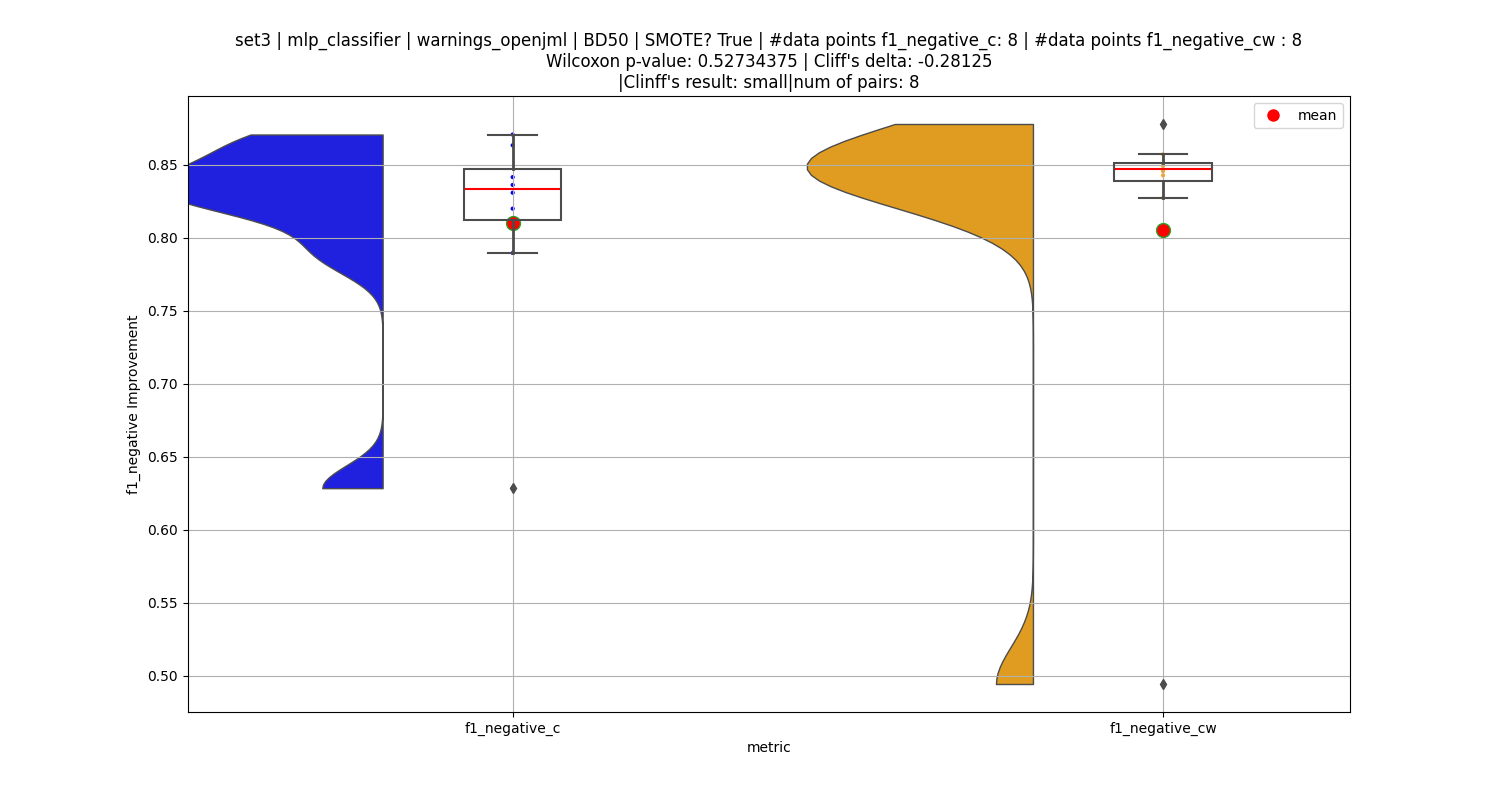 set3 | mlp_classifier | warnings_openjml | BD50 | SMOTE? True | #data points f1_negative_c: 8 | #data points f1_negative_cw : 8
Wilcoxon p-value: 0.52734375 | Cliff's delta: -0.28125
|Clinff's result: small|num of pairs: 8
mean
0.85
0.80
0.75
0.70
0.65
0.60
0.55
0.50
f1_negative Improvement
f1_negative_c
f1_negative_cw
metric